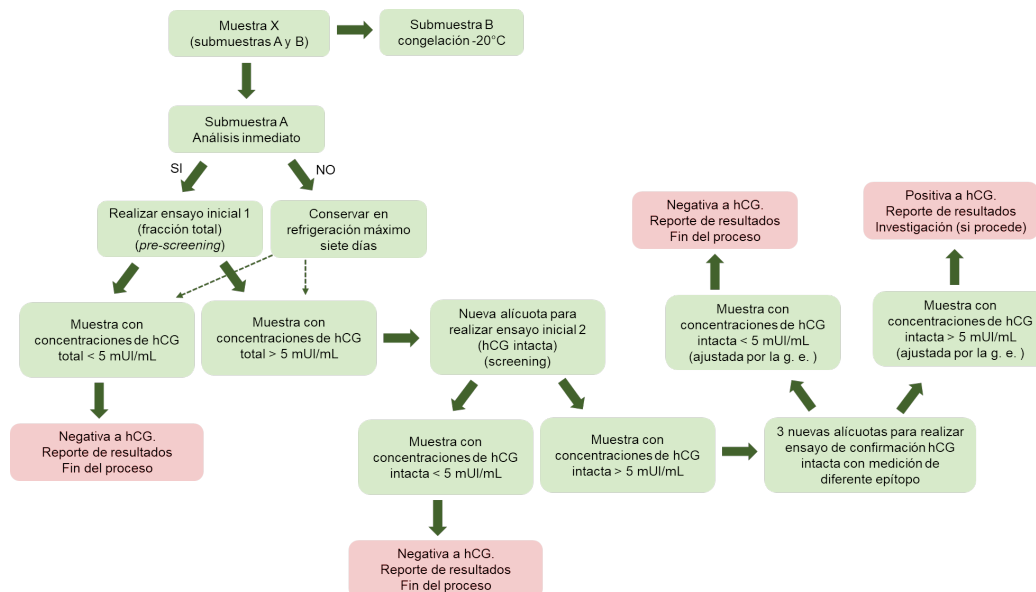 Muestra X
(submuestras A y B)
Submuestra B
congelación -20°C
Submuestra A
Análisis inmediato
SI
NO
Realizar ensayo inicial 1
(fracción total)
(pre-screening)
Conservar en
refrigeración máximo
siete días
Negativa a hCG.
Reporte de resultados
Fin del proceso
Positiva a hCG.
Reporte de resultados
Investigación (si procede)
Muestra con
concentraciones de hCG
total < 5 mUI/mL
Muestra con
concentraciones de hCG
total > 5 mUI/mL
Nueva alícuota para
realizar ensayo inicial 2
(hCG intacta)
(screening)
Muestra con
concentraciones de hCG
intacta < 5 mUI/mL
(ajustada por la g. e. )
Muestra con
concentraciones de hCG
intacta > 5 mUI/mL
(ajustada por la g. e. )
Negativa a hCG.
Reporte de resultados
Fin del proceso
Muestra con
concentraciones de hCG
intacta < 5 mUI/mL
Muestra con
concentraciones de hCG
intacta > 5 mUI/mL
3 nuevas alícuotas para realizar
ensayo de confirmación hCG
intacta con medición de
diferente epítopo
Negativa a hCG.
Reporte de resultados
Fin del proceso